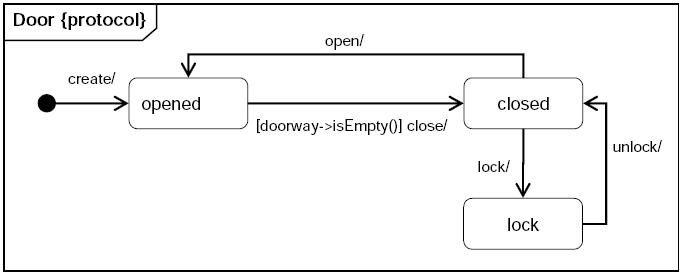 Door {protocol}
open/
create/
opened
closed
[doorway->isEmpty()] close/
unlock/
lock/
lock